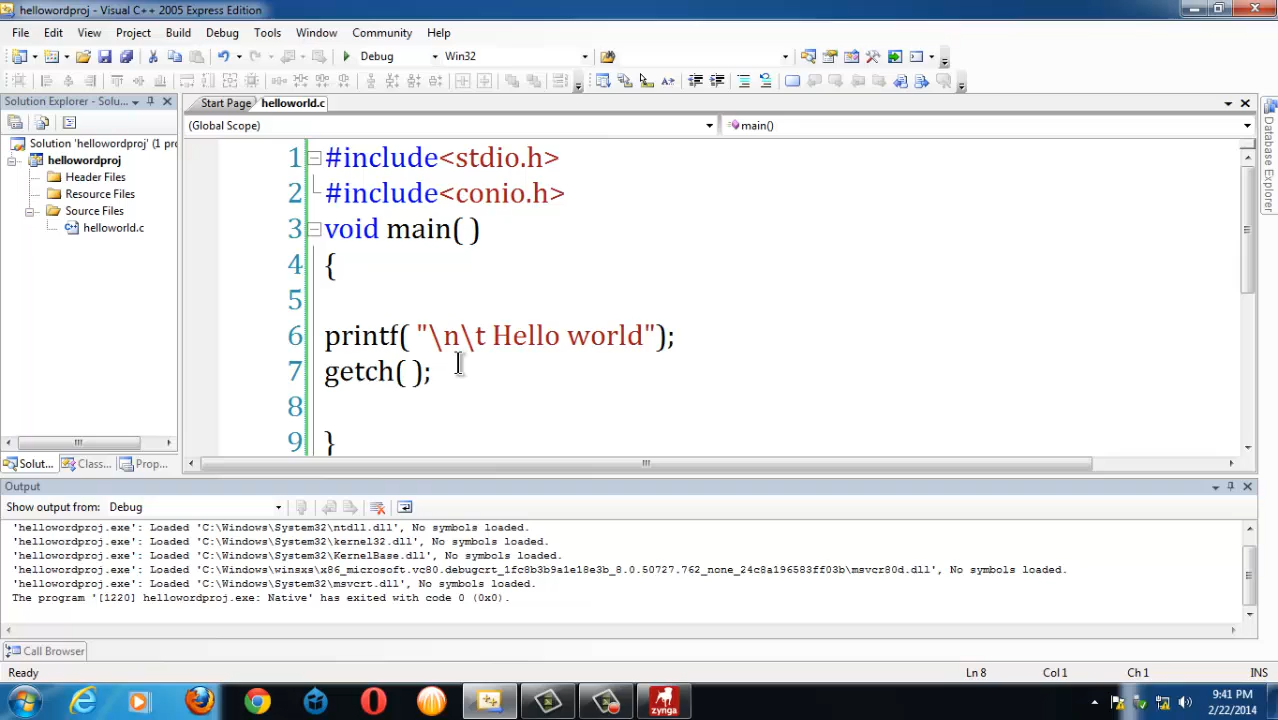 hellowordproj - Visual C++ 2005 Express Edition
File Edit View Project Build Debug Tools Window Community Help
Debug Win32
Solution Explorer - Solu...
Start Page helloworld.c
(Global Scope) main()
Solution 'hellowordproj' (1 pro
hellowordproj
Header Files
Resource Files
Source Files
helloworld.c
1 #include<stdio.h>
2 #include<conio.h>
3 void main( )
4 {
5
6 printf( "\n\t Hello world");
7 getch( );
8
9 }
Solut... Class... Prop...
Database Explorer
Output
Show output from: Debug
'hellowordproj.exe': Loaded 'C:\Windows\System32\ntdll.dll', No symbols loaded.
'hellowordproj.exe': Loaded 'C:\Windows\System32\kernel32.dll', No symbols loaded.
'hellowordproj.exe': Loaded 'C:\Windows\System32\KernelBase.dll', No symbols loaded.
'hellowordproj.exe': Loaded 'C:\Windows\winsxs\x86_microsoft.vc80.debugcrt_1fc8b3b9a1e18e3b_8.0.50727.762_none_24c8a196583ff03b\msvcr80d.dll', No symbols loaded.
'hellowordproj.exe': Loaded 'C:\Windows\System32\msvcrt.dll', No symbols loaded.
The program '[1220] hellowordproj.exe: Native' has exited with code 0 (0x0).
Call Browser
Ready Ln 8 Col 1 Ch 1 INS
zynga
9:41 PM
2/22/2014